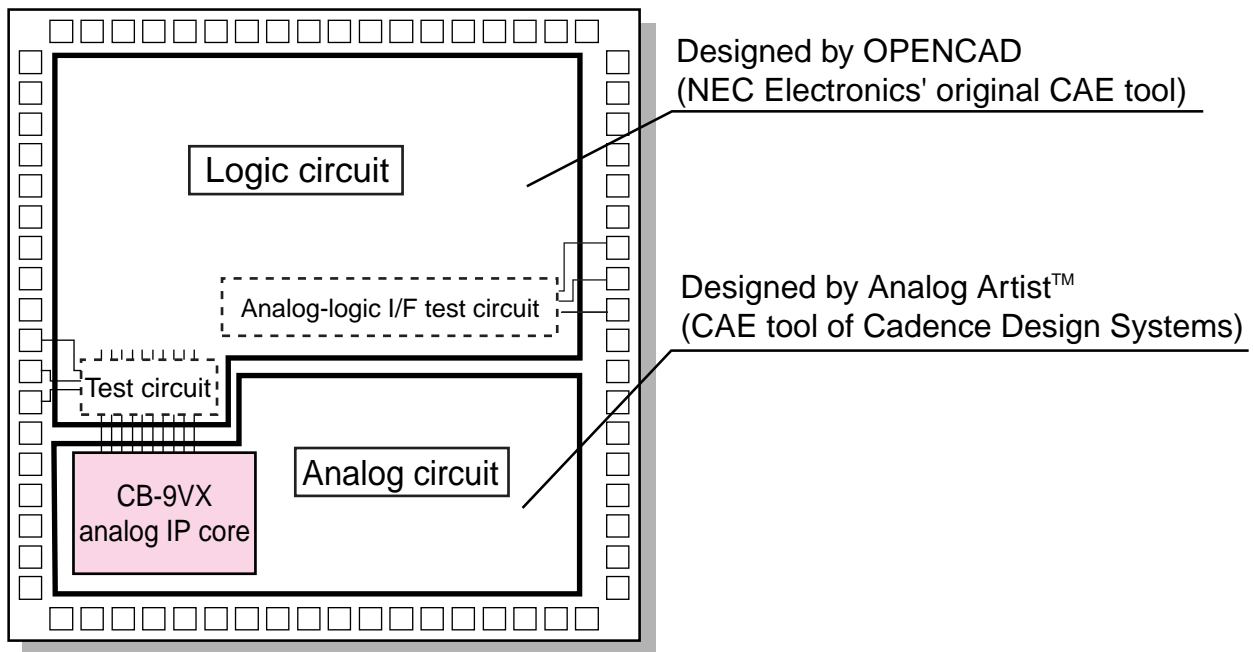 Designed by OPENCAD
(NEC Electronics' original CAE tool)
Logic circuit
Designed by Analog Artist™
(CAE tool of Cadence Design Systems)
Analog-logic I/F test circuit
Test circuit
Analog circuit
CB-9VX
analog IP core